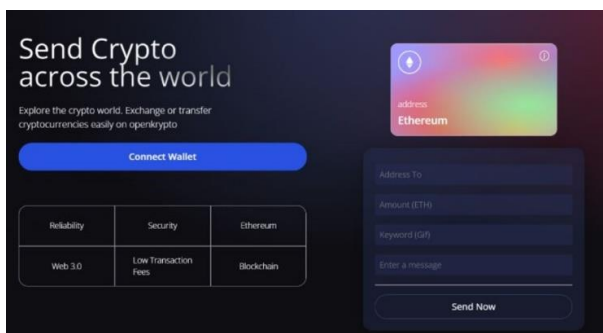 Send Crypto
across the world
Explore the crypto world. Exchange or transfer
cryptocurrencies easily on openkrypto
Connect Wallet
Reliability
Security
Ethereum
Web 3.0
Low Transaction
Fees
Blockchain
address
Ethereum
Address To
Amount (ETH)
Keyword (Gif)
Enter a message
Send Now